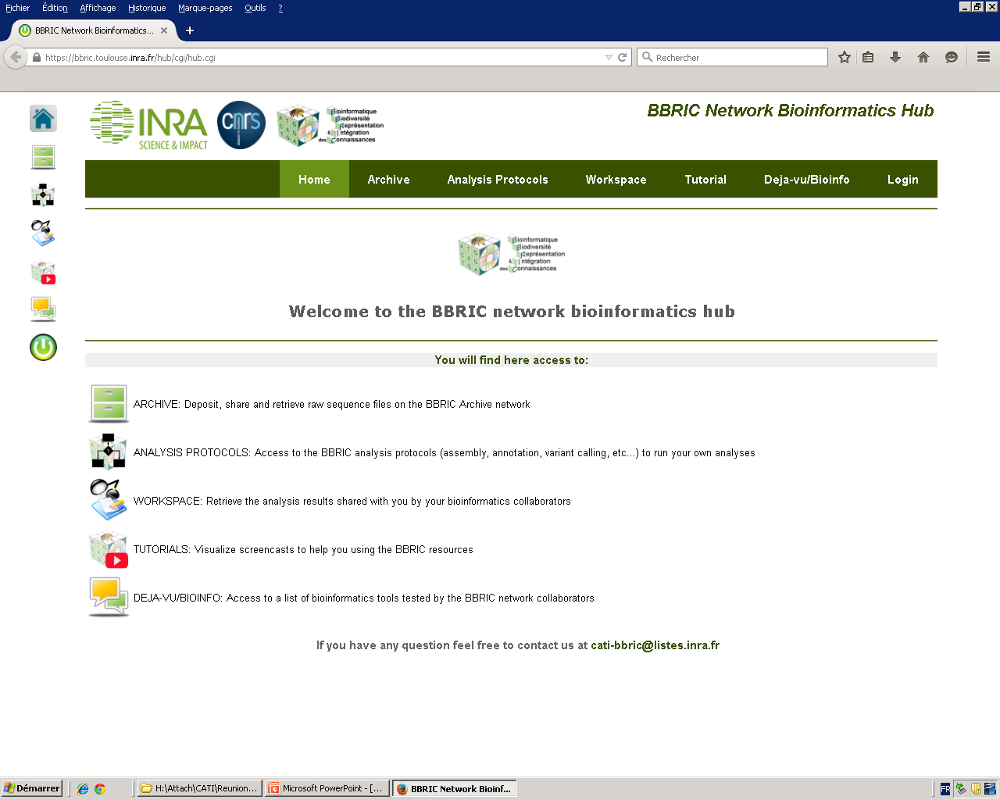 Fichier Édition Affichage Historique Marque-pages Outils ?
BBRIC Network Bioinformatics...
https://bbric.toulouse.inra.fr/hub/cgi/hub.cgi
Rechercher
INRA
SCIENCE & IMPACT
cnrs
Bioinformatique
Biodiversité
Représentation
& Intégration
des Connaissances
BBRIC Network Bioinformatics Hub
Home Archive Analysis Protocols Workspace Tutorial Deja-vu/Bioinfo Login
Bioinformatique
Biodiversité
Représentation
& Intégration
des Connaissances
Welcome to the BBRIC network bioinformatics hub
You will find here access to:
ARCHIVE: Deposit, share and retrieve raw sequence files on the BBRIC Archive network
ANALYSIS PROTOCOLS: Access to the BBRIC analysis protocols (assembly, annotation, variant calling, etc...) to run your own analyses
WORKSPACE: Retrieve the analysis results shared with you by your bioinformatics collaborators
TUTORIALS: Visualize screencasts to help you using the BBRIC resources
DEJA-VU/BIOINFO: Access to a list of bioinformatics tools tested by the BBRIC network collaborators
If you have any question feel free to contact us at cati-bbric@listes.inra.fr
Démarrer
H:\Attach\CATI\Reunion...
Microsoft PowerPoint - [...
BBRIC Network Bioinf...
FR